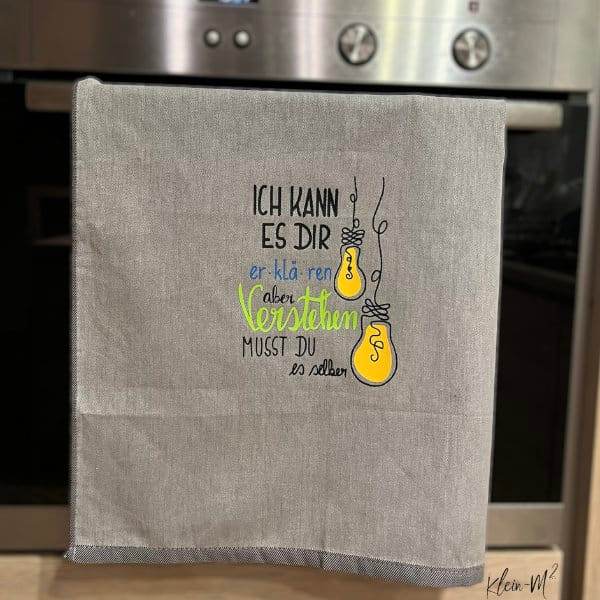 ICH KANN
ES DIR
er·klä·ren
aber
Verstehen
MUSST DU
es selber
Klein-M²